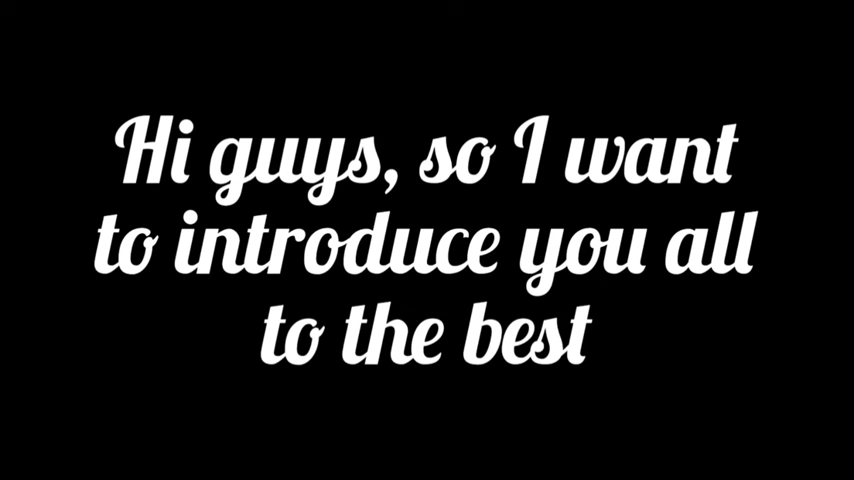 Hi guys, so I want
to introduce you all
to the best